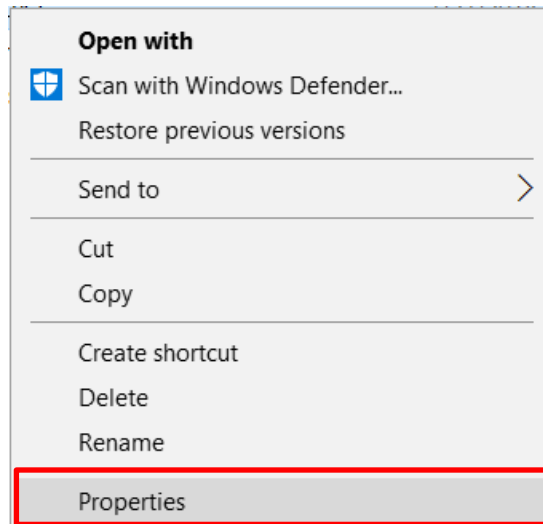 Open with
Scan with Windows Defender...
Restore previous versions
Send to
Cut
Copy
Create shortcut
Delete
Rename
Properties